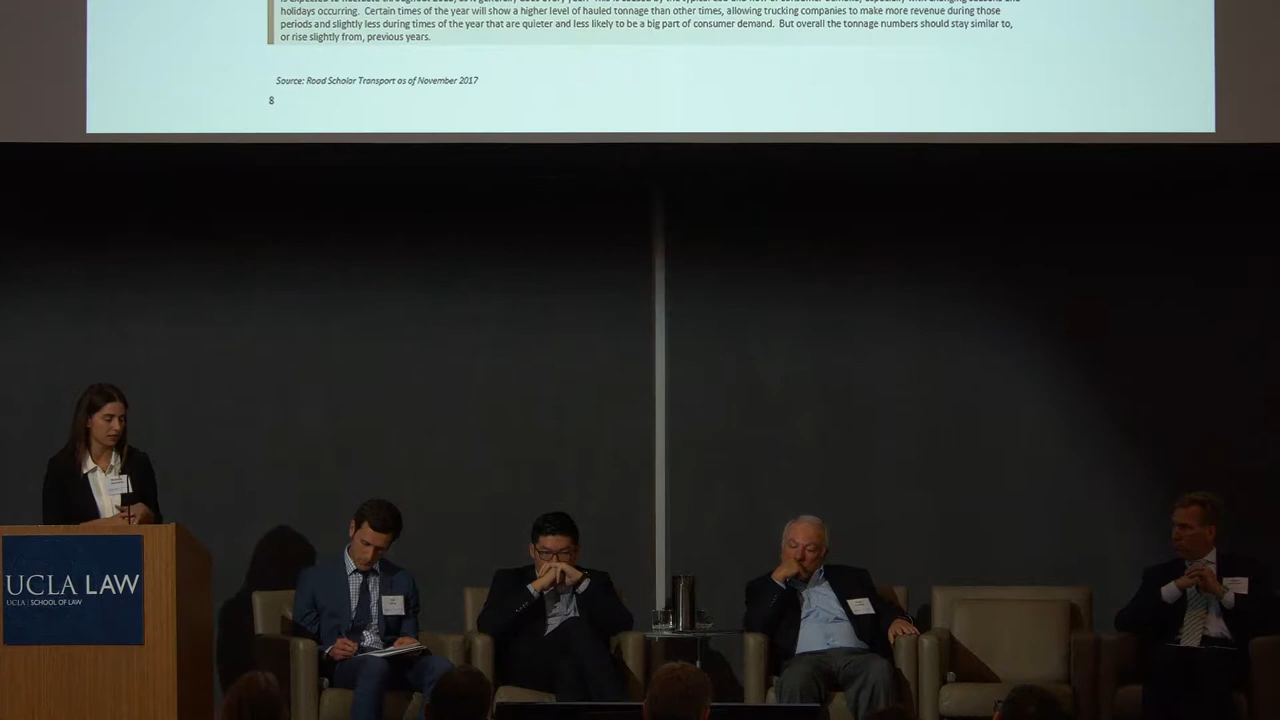 holidays occurring. Certain times of the year will show a higher level of hauled tonnage than other times, allowing trucking companies to make more revenue during those
periods and slightly less during times of the year that are quieter and less likely to be a big part of consumer demand. But overall the tonnage numbers should stay similar to,
or rise slightly from, previous years.
Source: Road Scholar Transport as of November 2017
8
UCLA LAW
UCLA | SCHOOL OF LAW